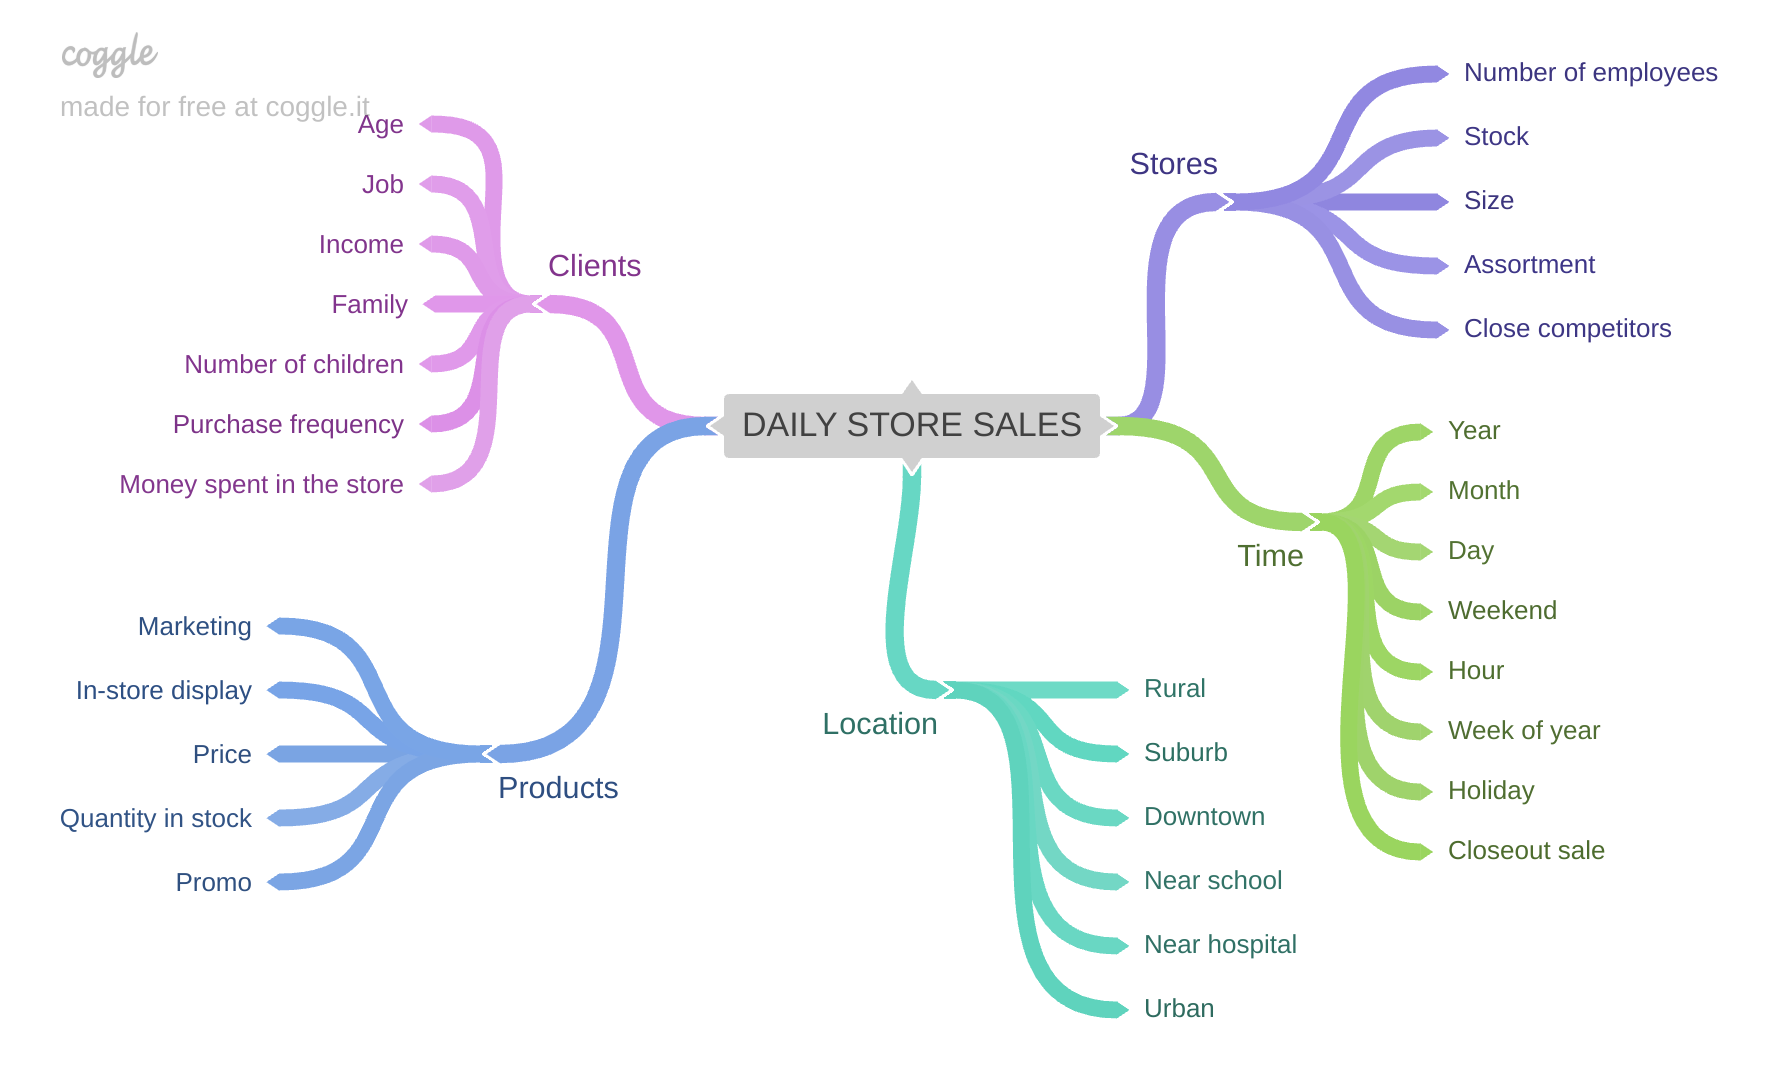 coggle
made for free at coggle.it
DAILY STORE SALES
Clients
Age
Job
Income
Family
Number of children
Purchase frequency
Money spent in the store
Products
Marketing
In-store display
Price
Quantity in stock
Promo
Stores
Number of employees
Stock
Size
Assortment
Close competitors
Time
Year
Month
Day
Weekend
Hour
Week of year
Holiday
Closeout sale
Location
Rural
Suburb
Downtown
Near school
Near hospital
Urban